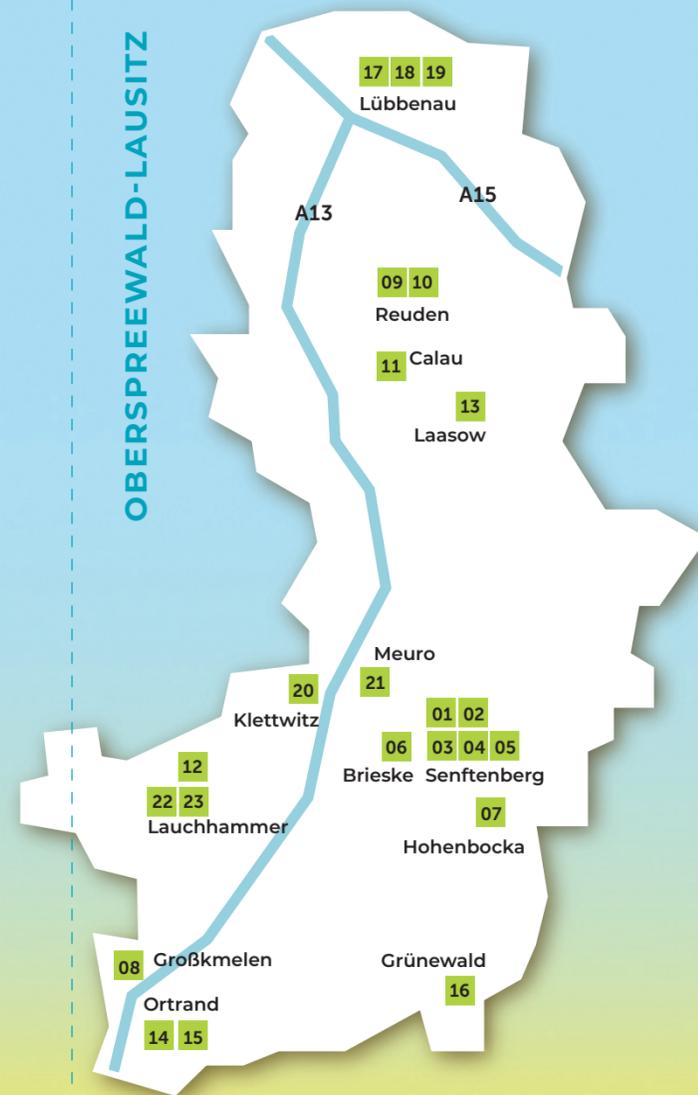 OBERSPREEWALD-LAUSITZ
17 18 19
Lübbenau
A15
A13
09 10
Reuden
11 Calau
13
Laasow
Meuro
21
20
Klettwitz
01 02
06 03 04 05
Brieske Senftenberg
12
22 23
Lauchhammer
07
Hohenbocka
08 Großkmelen
Grünewald
16
Ortrand
14 15